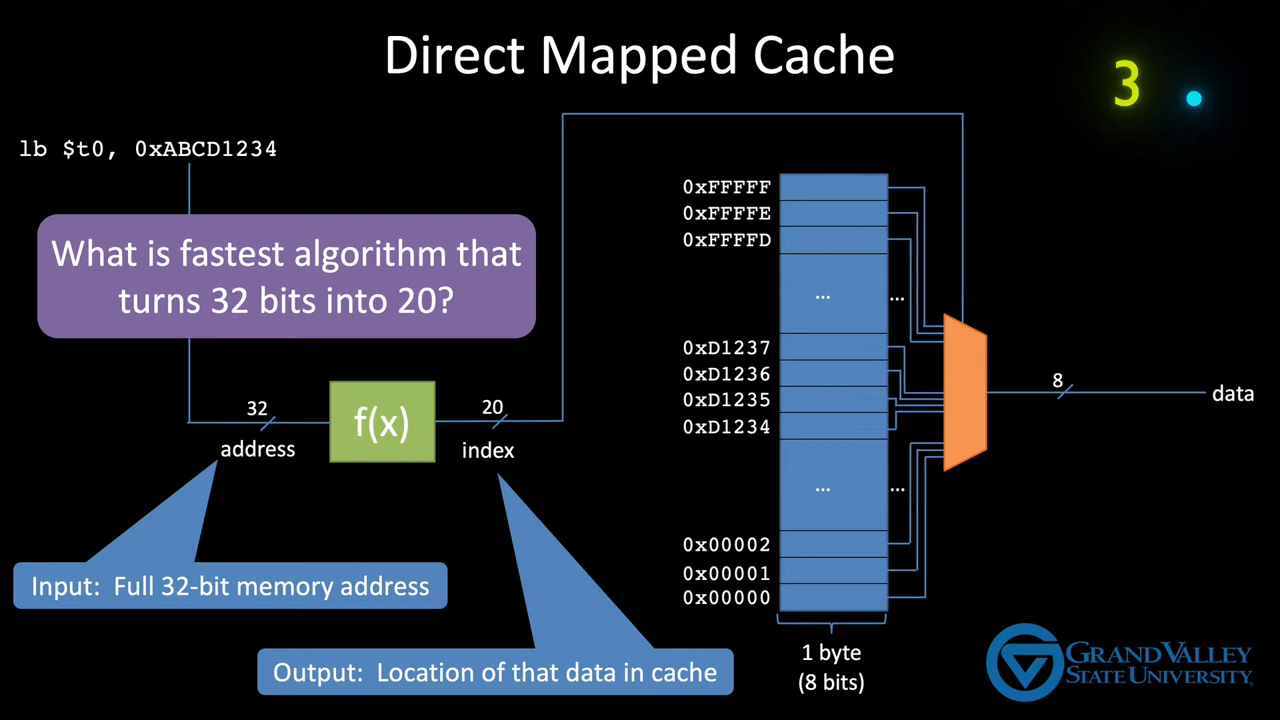 Direct Mapped Cache
3
lb $t0, 0xABCD1234
What is fastest algorithm that
turns 32 bits into 20?
32
address
f(x)
20
index
Input: Full 32-bit memory address
Output: Location of that data in cache
0xFFFFF
0xFFFFE
0xFFFFD
... ...
0xD1237
0xD1236
0xD1235
0xD1234
... ...
0x00002
0x00001
0x00000
1 byte
(8 bits)
8
data
GRAND VALLEY
STATE UNIVERSITY